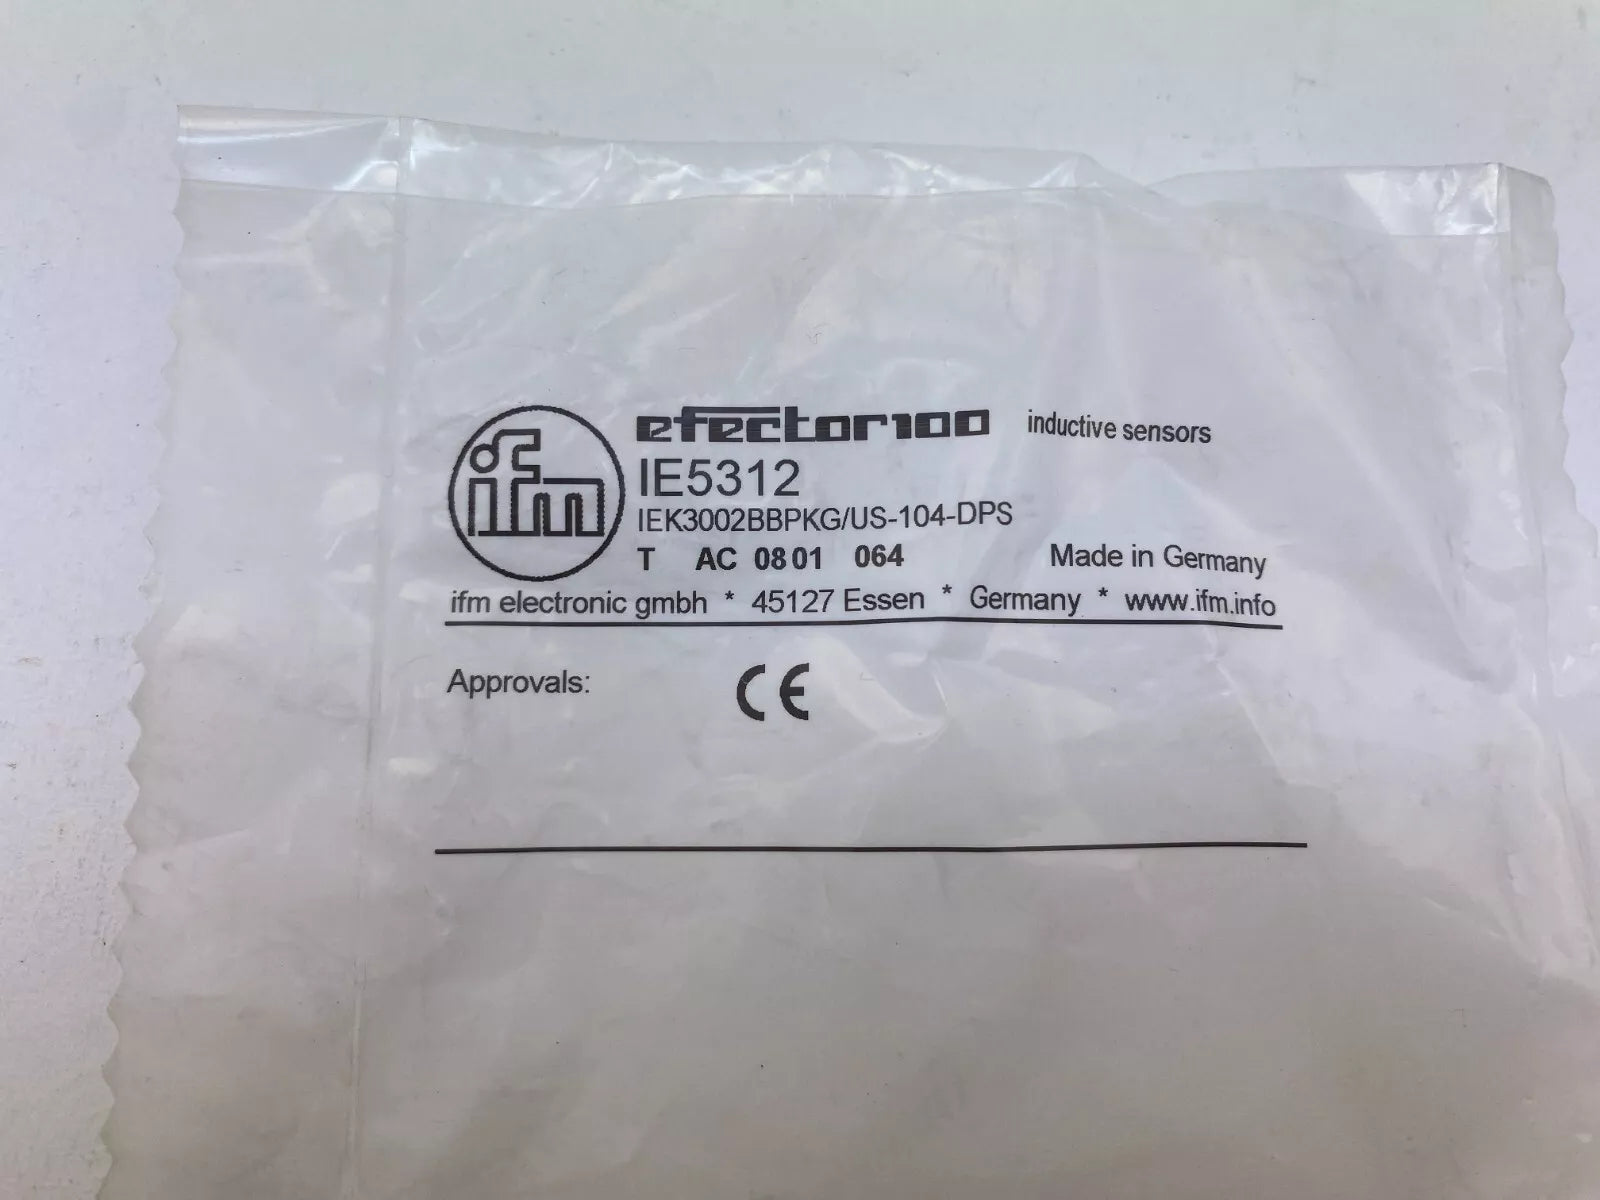 ifm
efector100 inductive sensors
IE5312
IEK3002BBPKG/US-104-DPS
T AC 0801 064 Made in Germany
ifm electronic gmbh * 45127 Essen * Germany * www.ifm.info
Approvals: CE